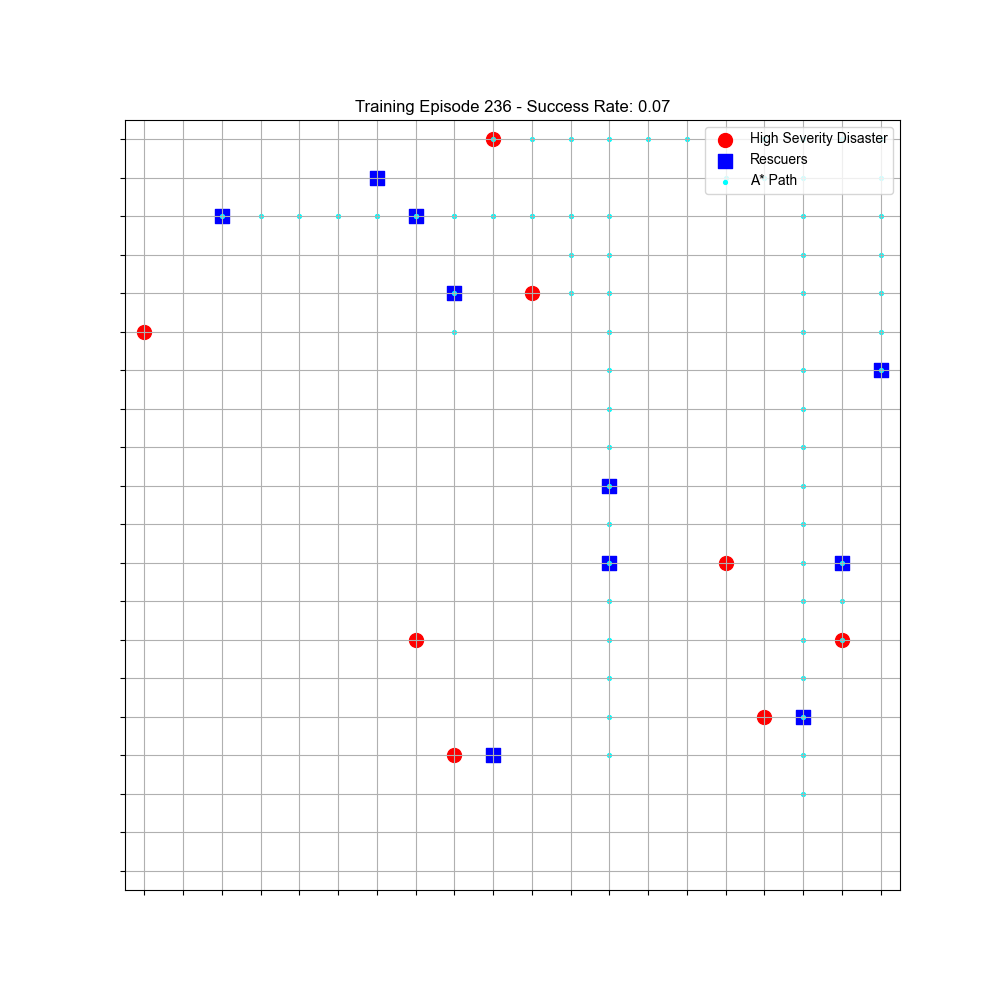 Training Episode 236 - Success Rate: 0.07
High Severity Disaster
Rescuers
A* Path